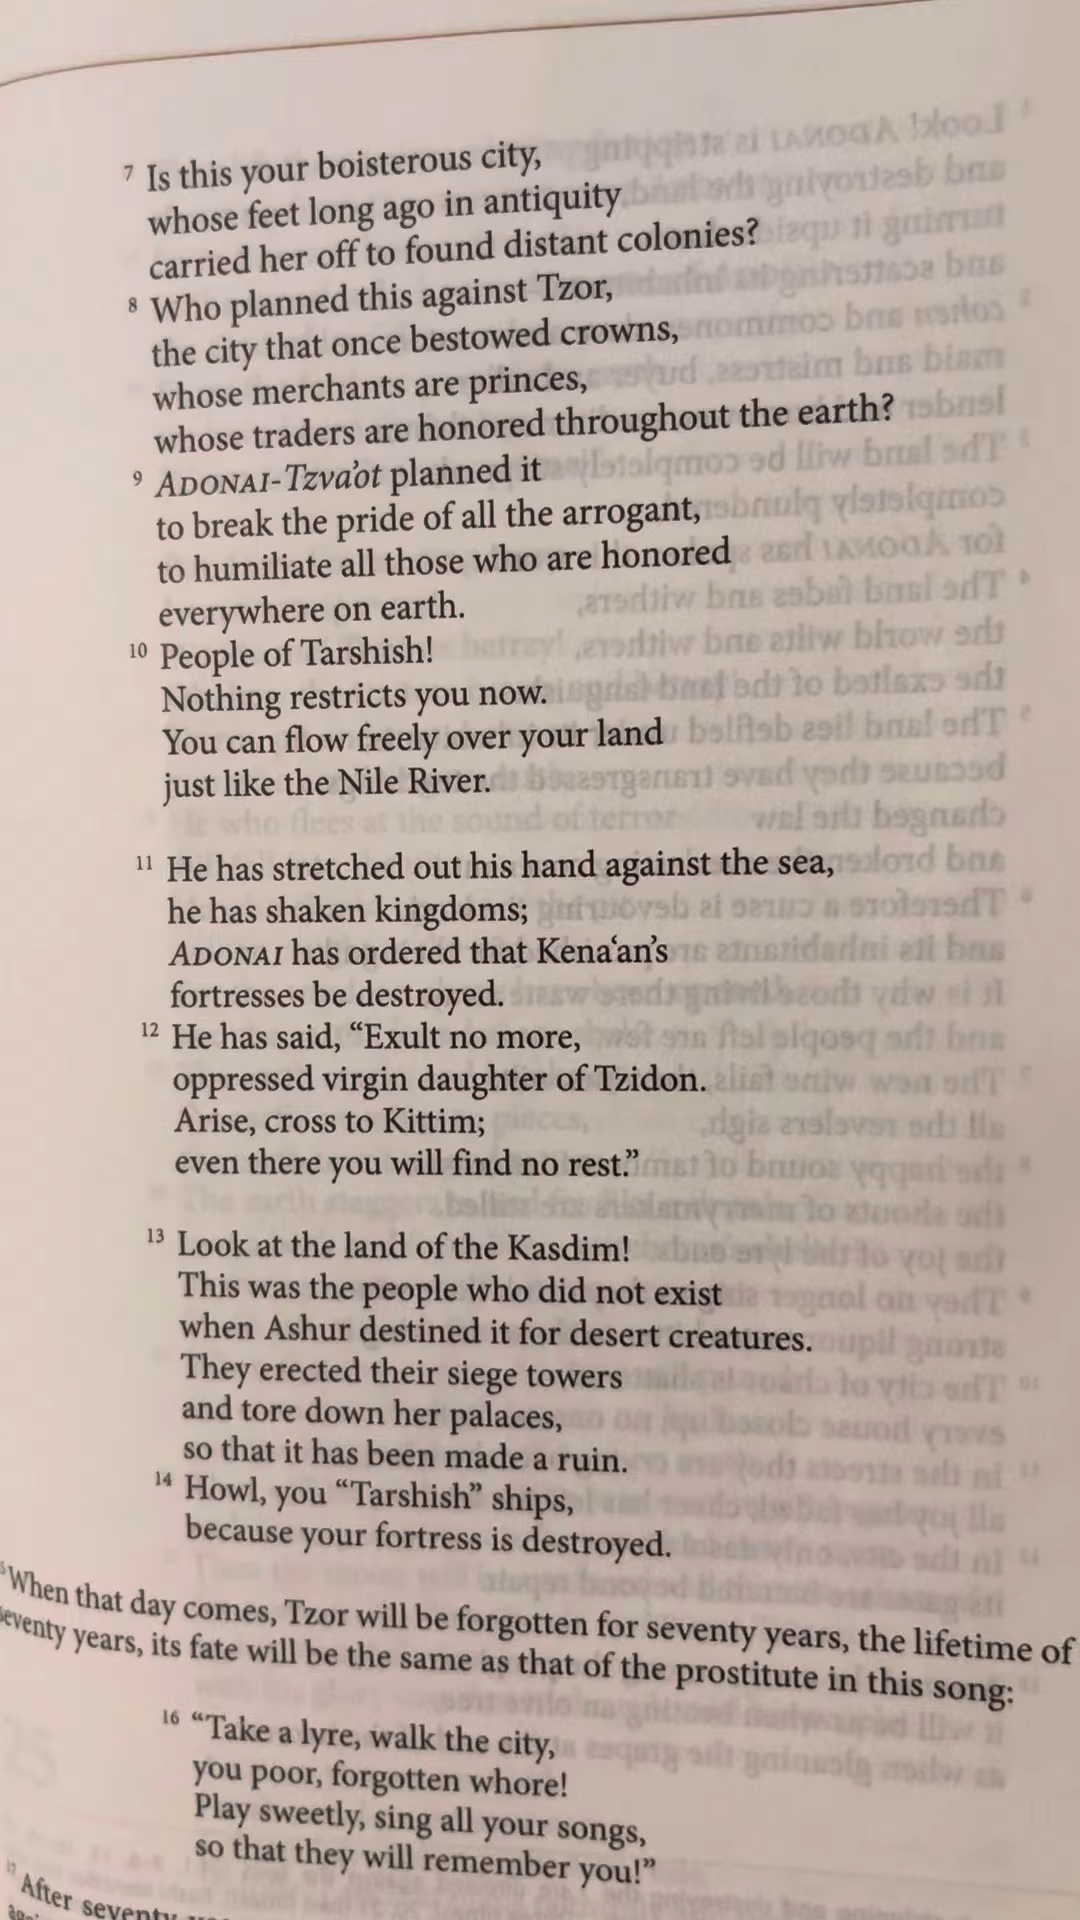 7 Is this your boisterous city,
whose feet long ago in antiquity
carried her off to found distant colonies?
8 Who planned this against Tzor,
the city that once bestowed crowns,
whose merchants are princes,
whose traders are honored throughout the earth?
9 ADONAI-Tzva’ot planned it
to break the pride of all the arrogant,
to humiliate all those who are honored
everywhere on earth.
10 People of Tarshish!
Nothing restricts you now.
You can flow freely over your land
just like the Nile River.
11 He has stretched out his hand against the sea,
he has shaken kingdoms;
ADONAI has ordered that Kena‘an’s
fortresses be destroyed.
12 He has said, “Exult no more,
oppressed virgin daughter of Tzidon.
Arise, cross to Kittim;
even there you will find no rest.”
13 Look at the land of the Kasdim!
This was the people who did not exist
when Ashur destined it for desert creatures.
They erected their siege towers
and tore down her palaces,
so that it has been made a ruin.
14 Howl, you “Tarshish” ships,
because your fortress is destroyed.
When that day comes, Tzor will be forgotten for seventy years, the lifetime of
seventy years, its fate will be the same as that of the prostitute in this song:
16 “Take a lyre, walk the city,
you poor, forgotten whore!
Play sweetly, sing all your songs,
so that they will remember you!”
17 After seventy